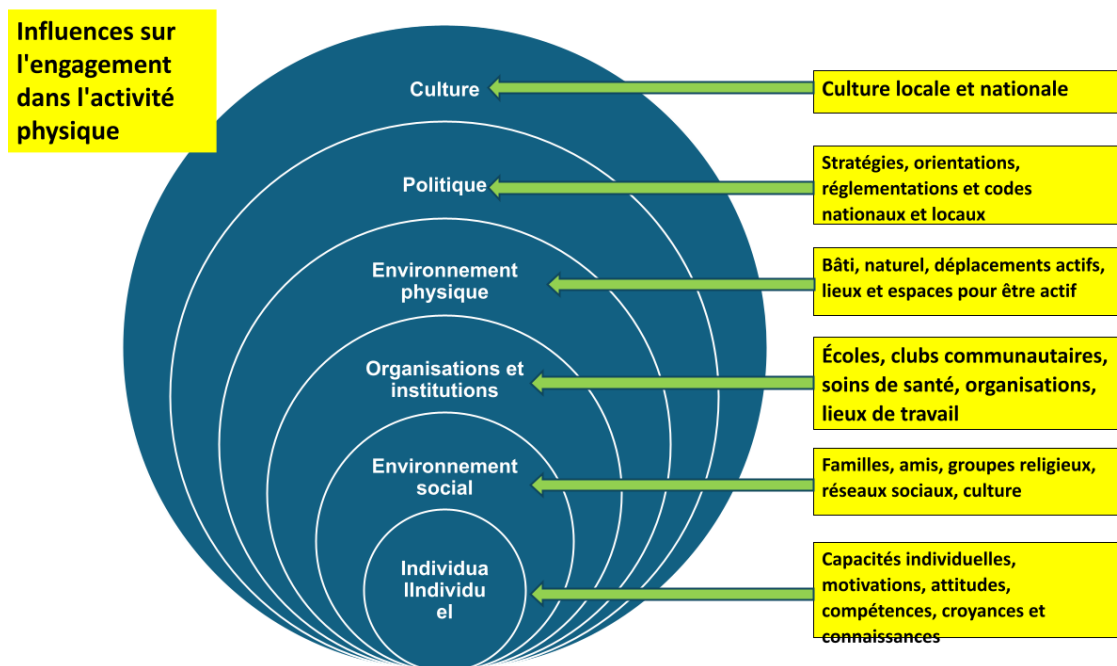 Influences sur
l'engagement
dans l'activité
physique
Culture
Culture locale et nationale
Politique
Stratégies, orientations,
réglementations et codes
nationaux et locaux
Environnement
physique
Bâti, naturel, déplacements actifs,
lieux et espaces pour être actif
Organisations et
institutions
Écoles, clubs communautaires,
soins de santé, organisations,
lieux de travail
Environnement
social
Familles, amis, groupes religieux,
réseaux sociaux, culture
Individua
lIndividu
el
Capacités individuelles,
motivations, attitudes,
compétences, croyances et
connaissances